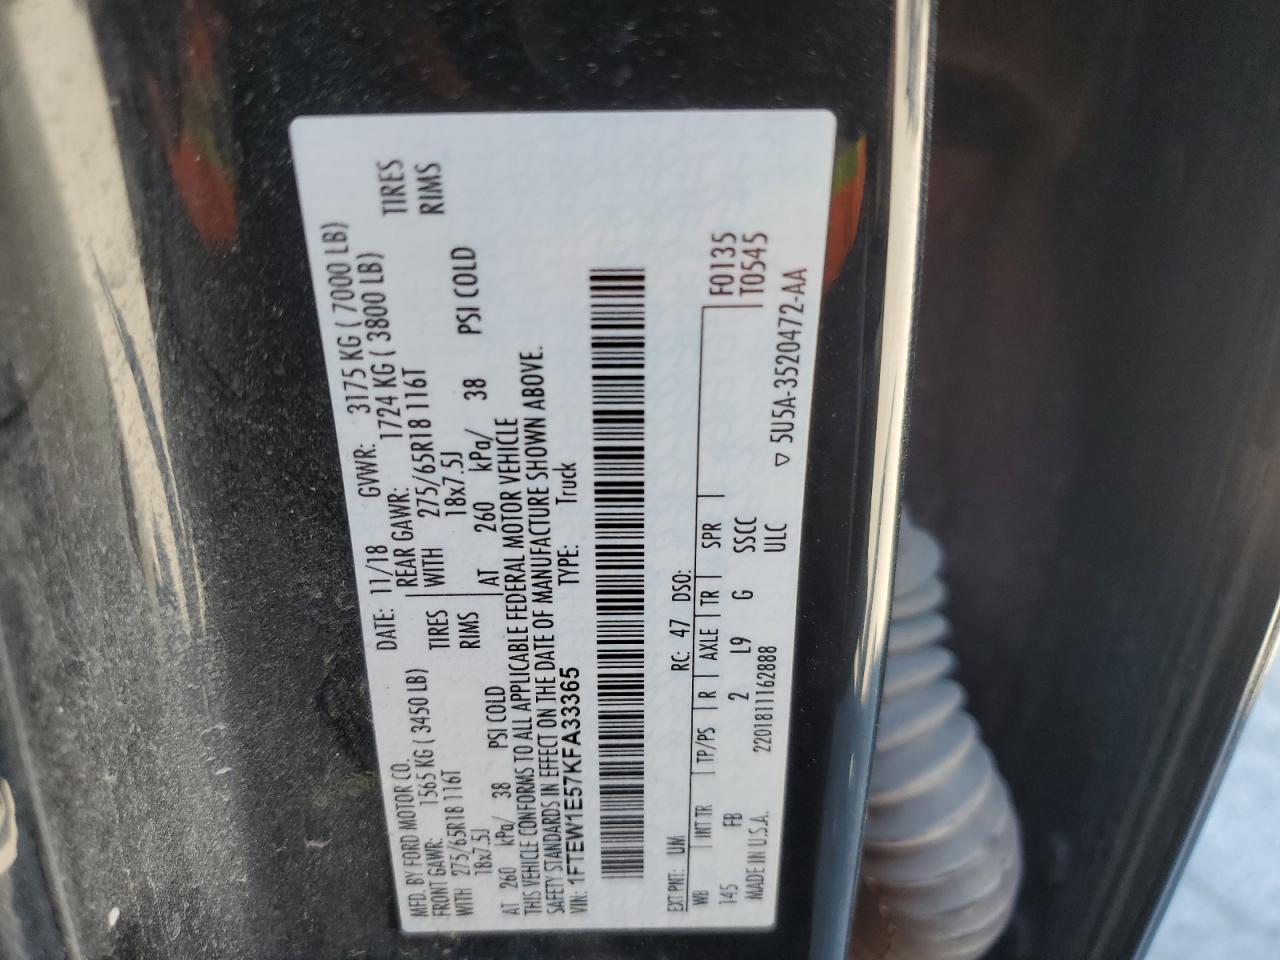 MFD. BY FORD MOTOR CO. DATE: 11/18 GVWR: 3175 KG ( 7000 LB)
FRONT GAWR: 1565 KG ( 3450 LB) REAR GAWR: 1724 KG ( 3800 LB)
WITH 275/65R18 116T TIRES WITH 275/65R18 116T TIRES
18x7.5J RIMS 18x7.5J RIMS
AT 260 kPa/ 38 PSI COLD AT 260 kPa/ 38 PSI COLD
THIS VEHICLE CONFORMS TO ALL APPLICABLE FEDERAL MOTOR VEHICLE
SAFETY STANDARDS IN EFFECT ON THE DATE OF MANUFACTURE SHOWN ABOVE.
VIN: 1FTEW1E57KFA33365 TYPE: Truck
EXT PNT: UM RC: 47 DSO:
WB INT TR TP/PS R AXLE TR SPR F0135
145 FB 2 L9 G SSCC T0545
MADE IN U.S.A. 2201811162888 ULC ▽ 5U5A-3520472-AA